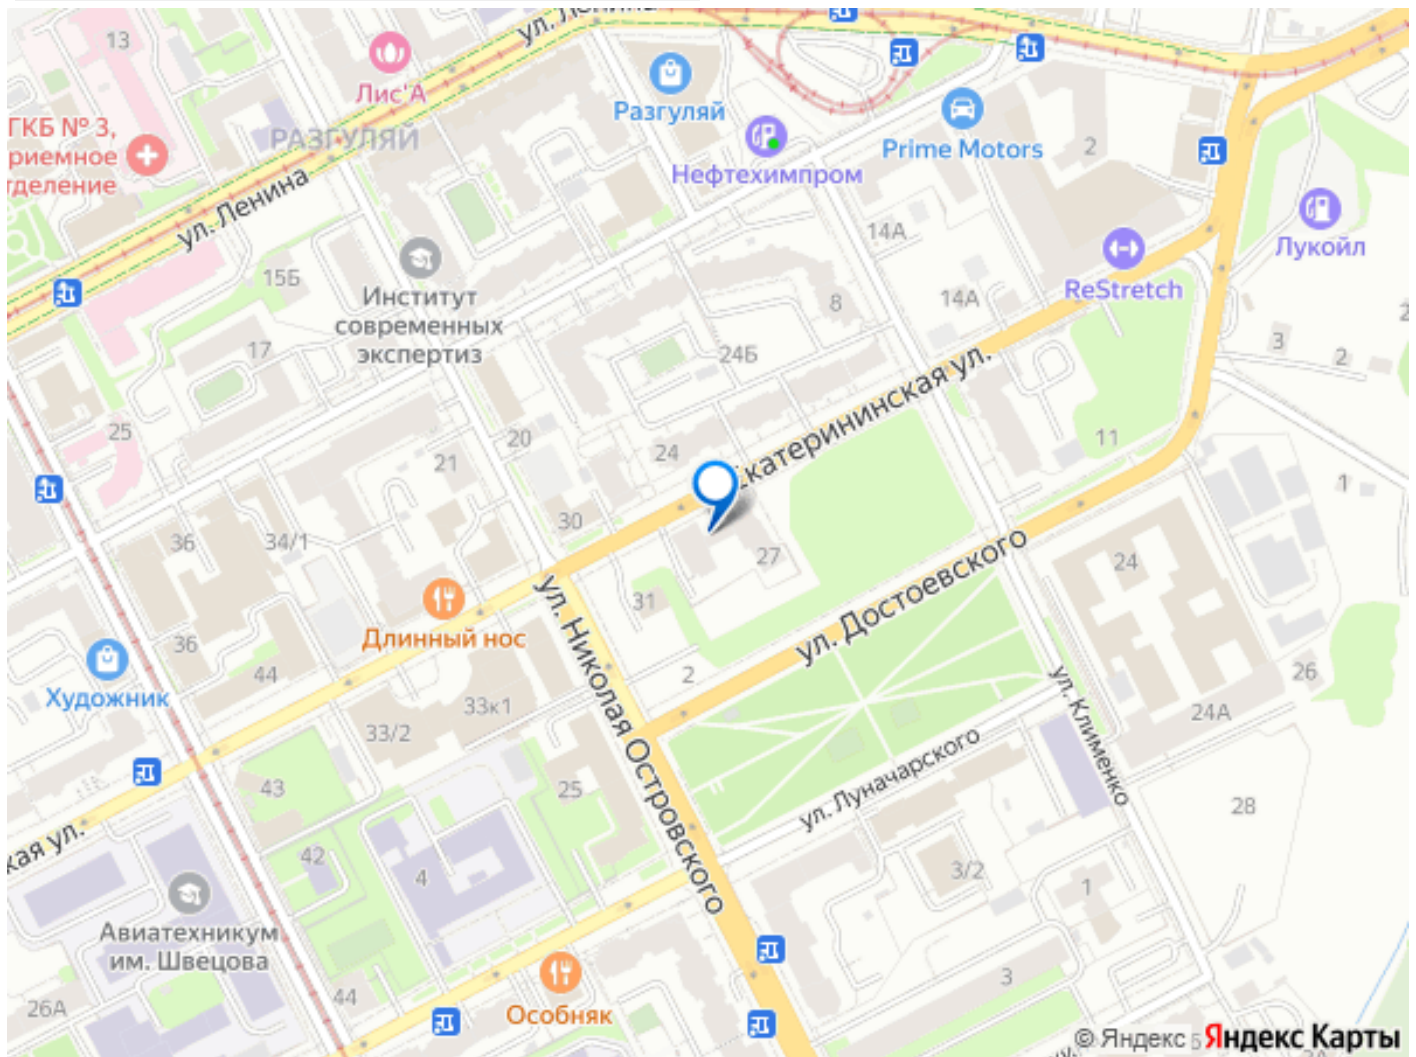 ул. Ленина
13
Лис'А
Разгуляй
РАЗГУЛЯЙ
ГКБ № 3,
риемное
тделение
Нефтехимпром
Prime Motors
2
ул. Ленина
14А
Лукойл
15Б
Институт
современных
экспертиз
8
14А
ReStretch
17
24Б
3
2
Екатерининская ул.
25
20
24
21
11
1
36
34/1
30
27
24
31
Длинный нос
ул. Достоевского
36
44
Художник
2
26
33к1
33/2
24А
ул. Николая Островского
ул. Клименко
ул. Луначарского
43
25
28
кая ул.
42
4
3/2
1
Авиатехникум
им. Швецова
26А
44
Особняк
3
© Яндекс
Яндекс Карты